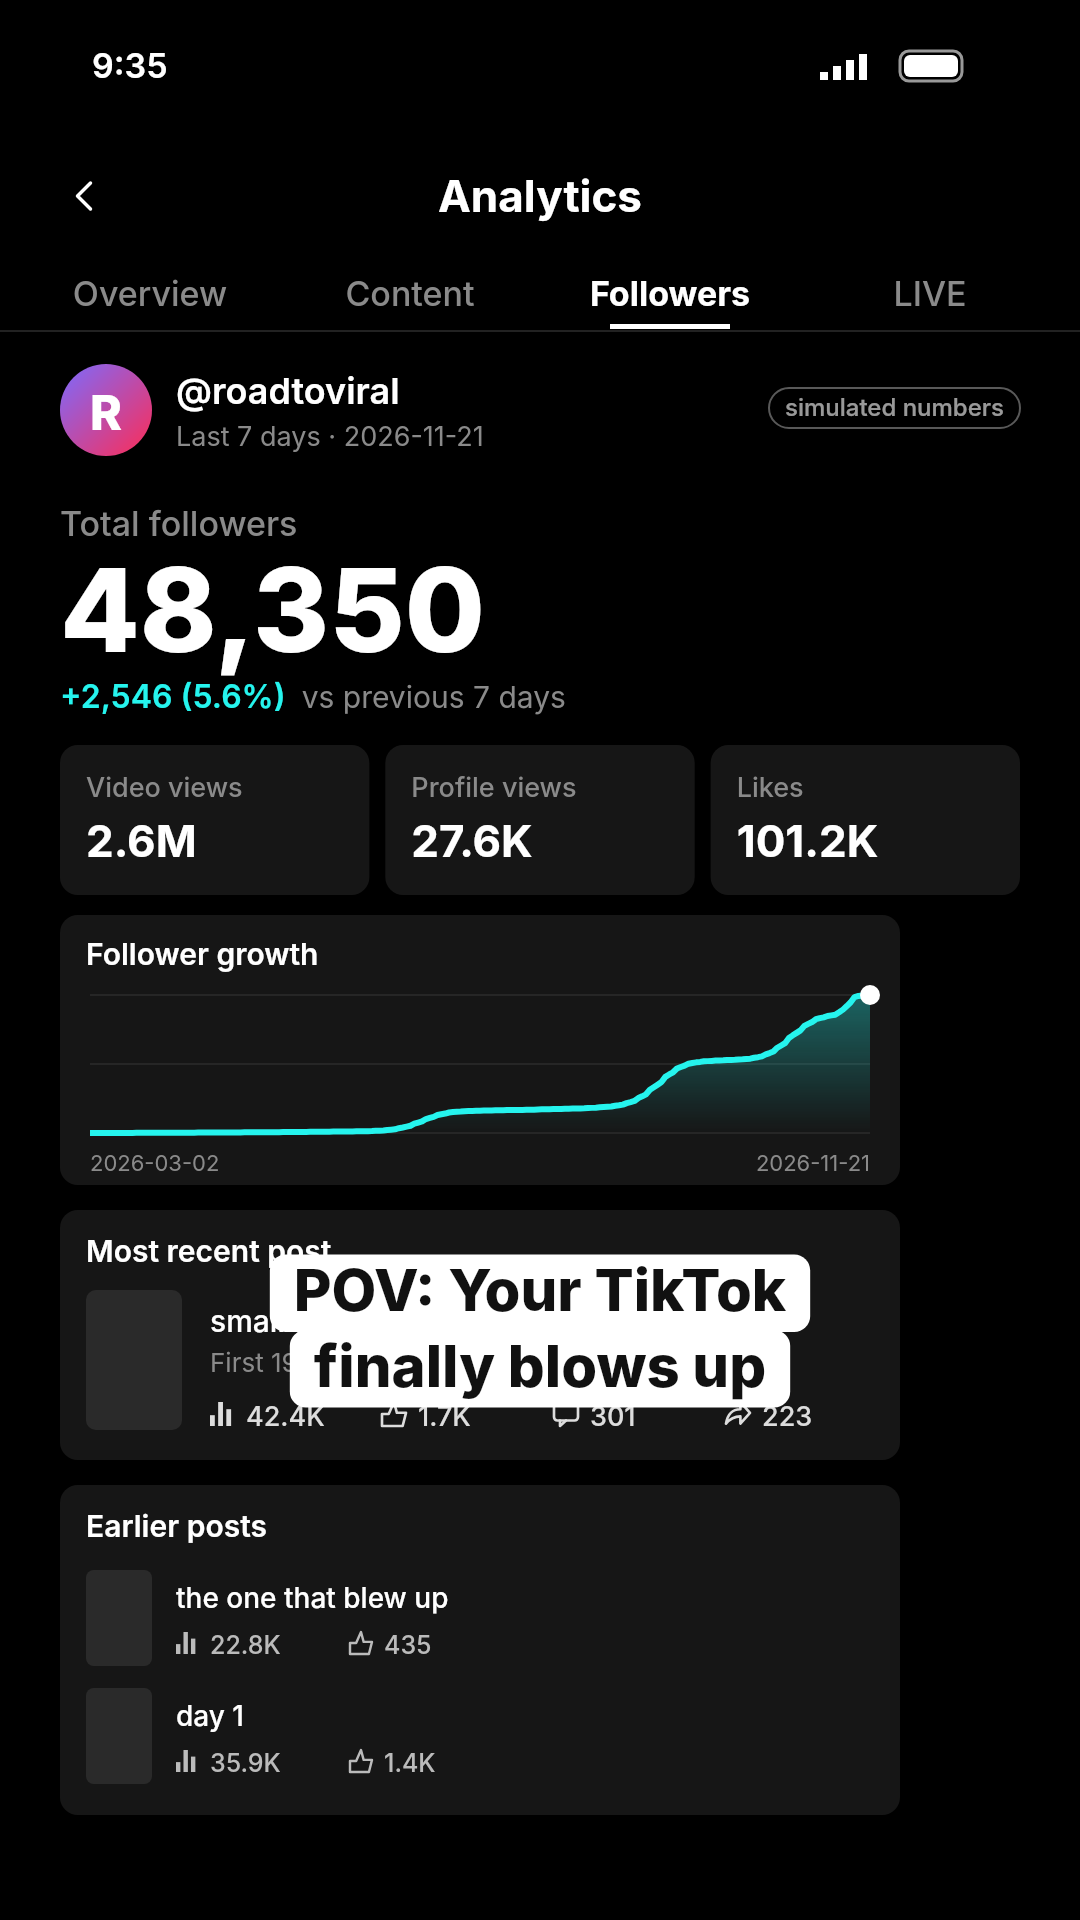 9:35
Analytics
Overview Content Followers LIVE
R
@roadtoviral
Last 7 days · 2026-11-21
simulated numbers
Total followers
48,350
+2,546 (5.6%) vs previous 7 days
Video views Profile views Likes
2.6M 27.6K 101.2K
Follower growth
2026-03-02 2026-11-21
Most recent post
POV: Your TikTok
finally blows up
First
42.4K 1.7K 301 223
Earlier posts
the one that blew up
22.8K 435
day 1
35.9K 1.4K